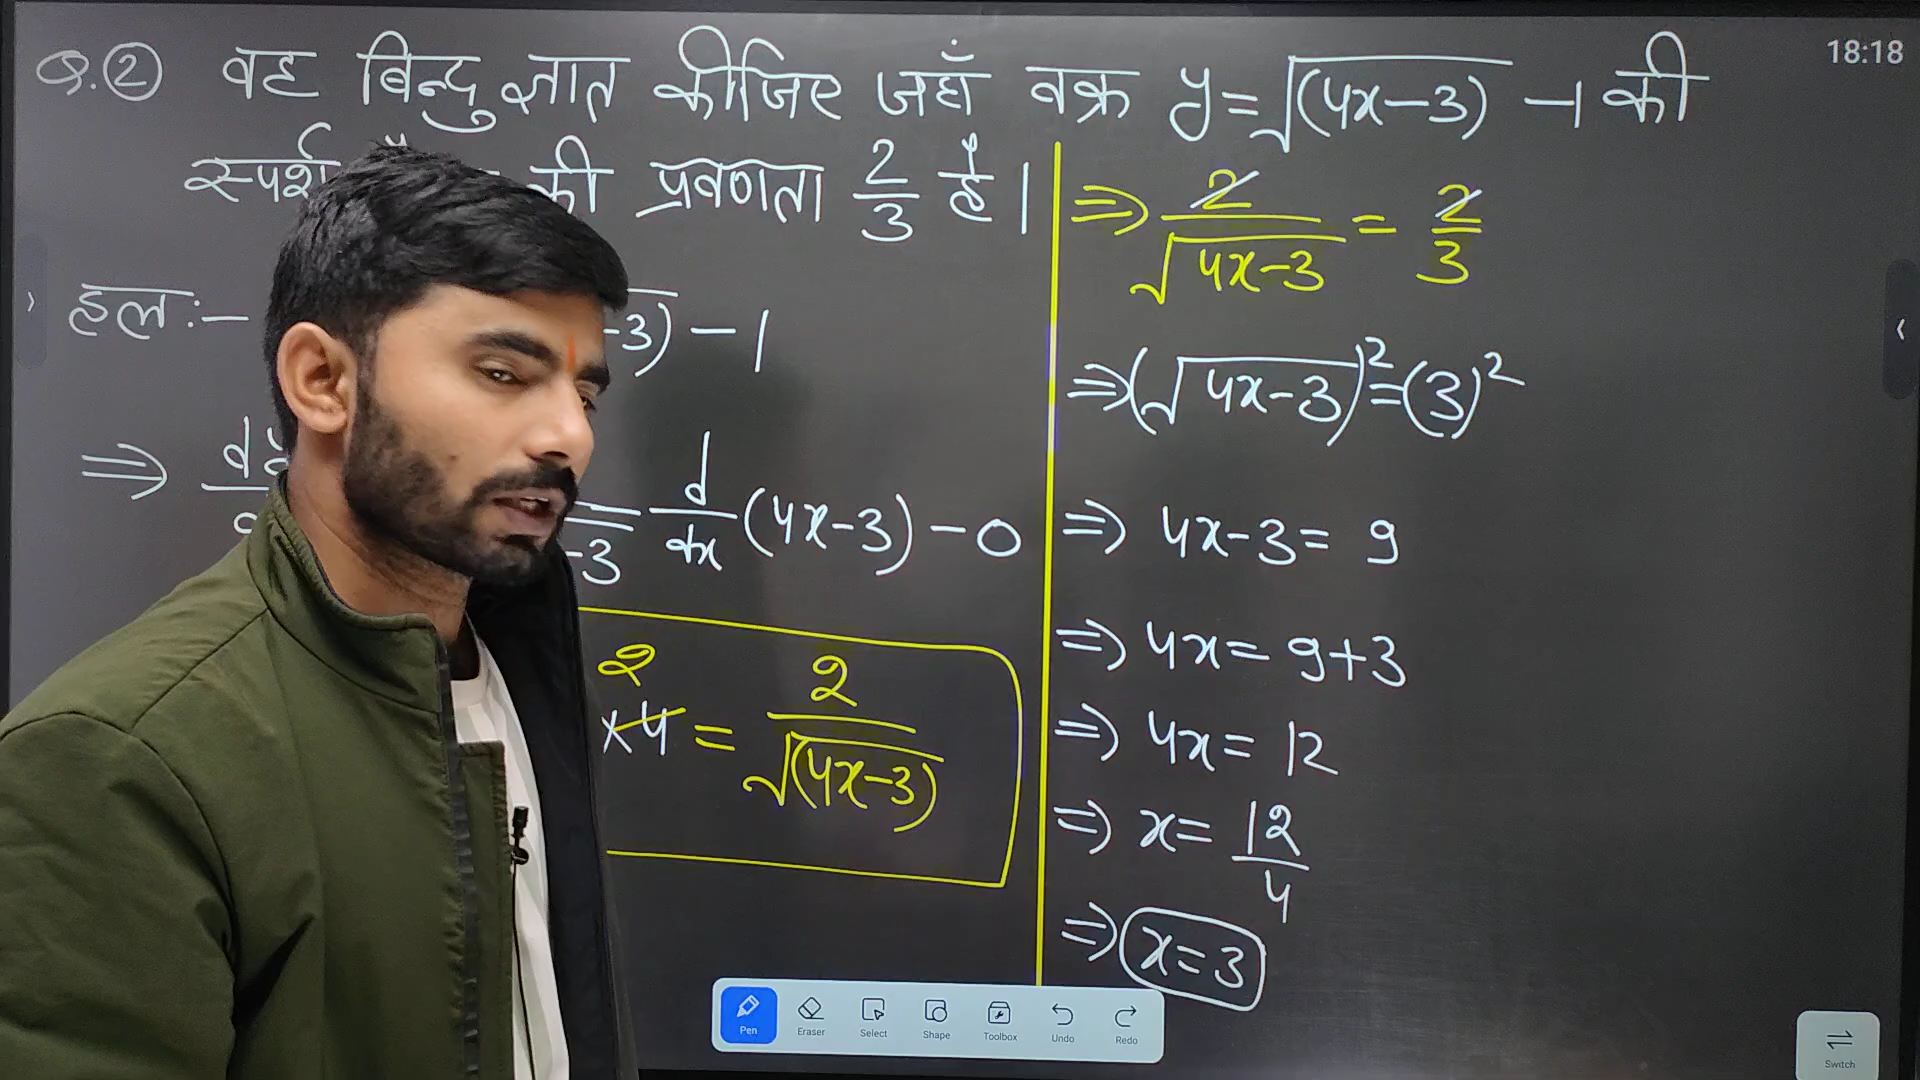 Q.② वह बिन्दु ज्ञात कीजिए जहाँ वक्र y=√(4x-3) -1 की
की प्रवणता 2/3 है।
हल:-
-3) - 1
-3 d/dx (4x-3) - 0
2
×4 = 2/√(4x-3)
⇒ 2/√4x-3 = 2/3
⇒ (√4x-3)²=(3)²
⇒ 4x-3= 9
⇒ 4x= 9+3
⇒ 4x= 12
⇒ x= 12/4
⇒ x=3
18:18
Pen
Eraser
Select
Shape
Toolbox
Undo
Redo
Switch